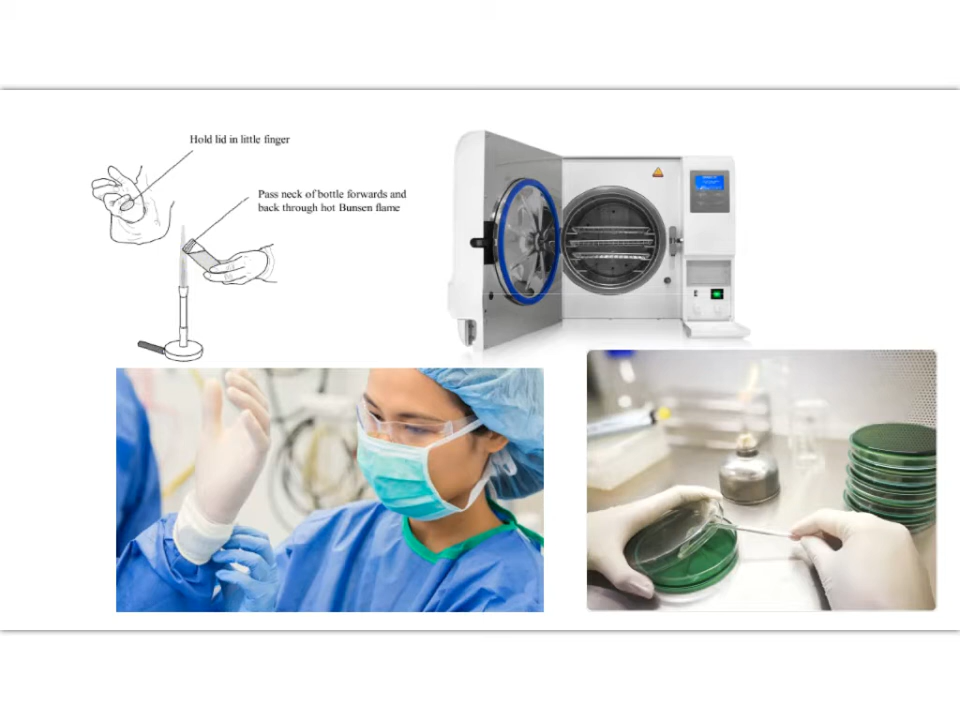 Hold lid in little finger
Pass neck of bottle forwards and
back through hot Bunsen flame